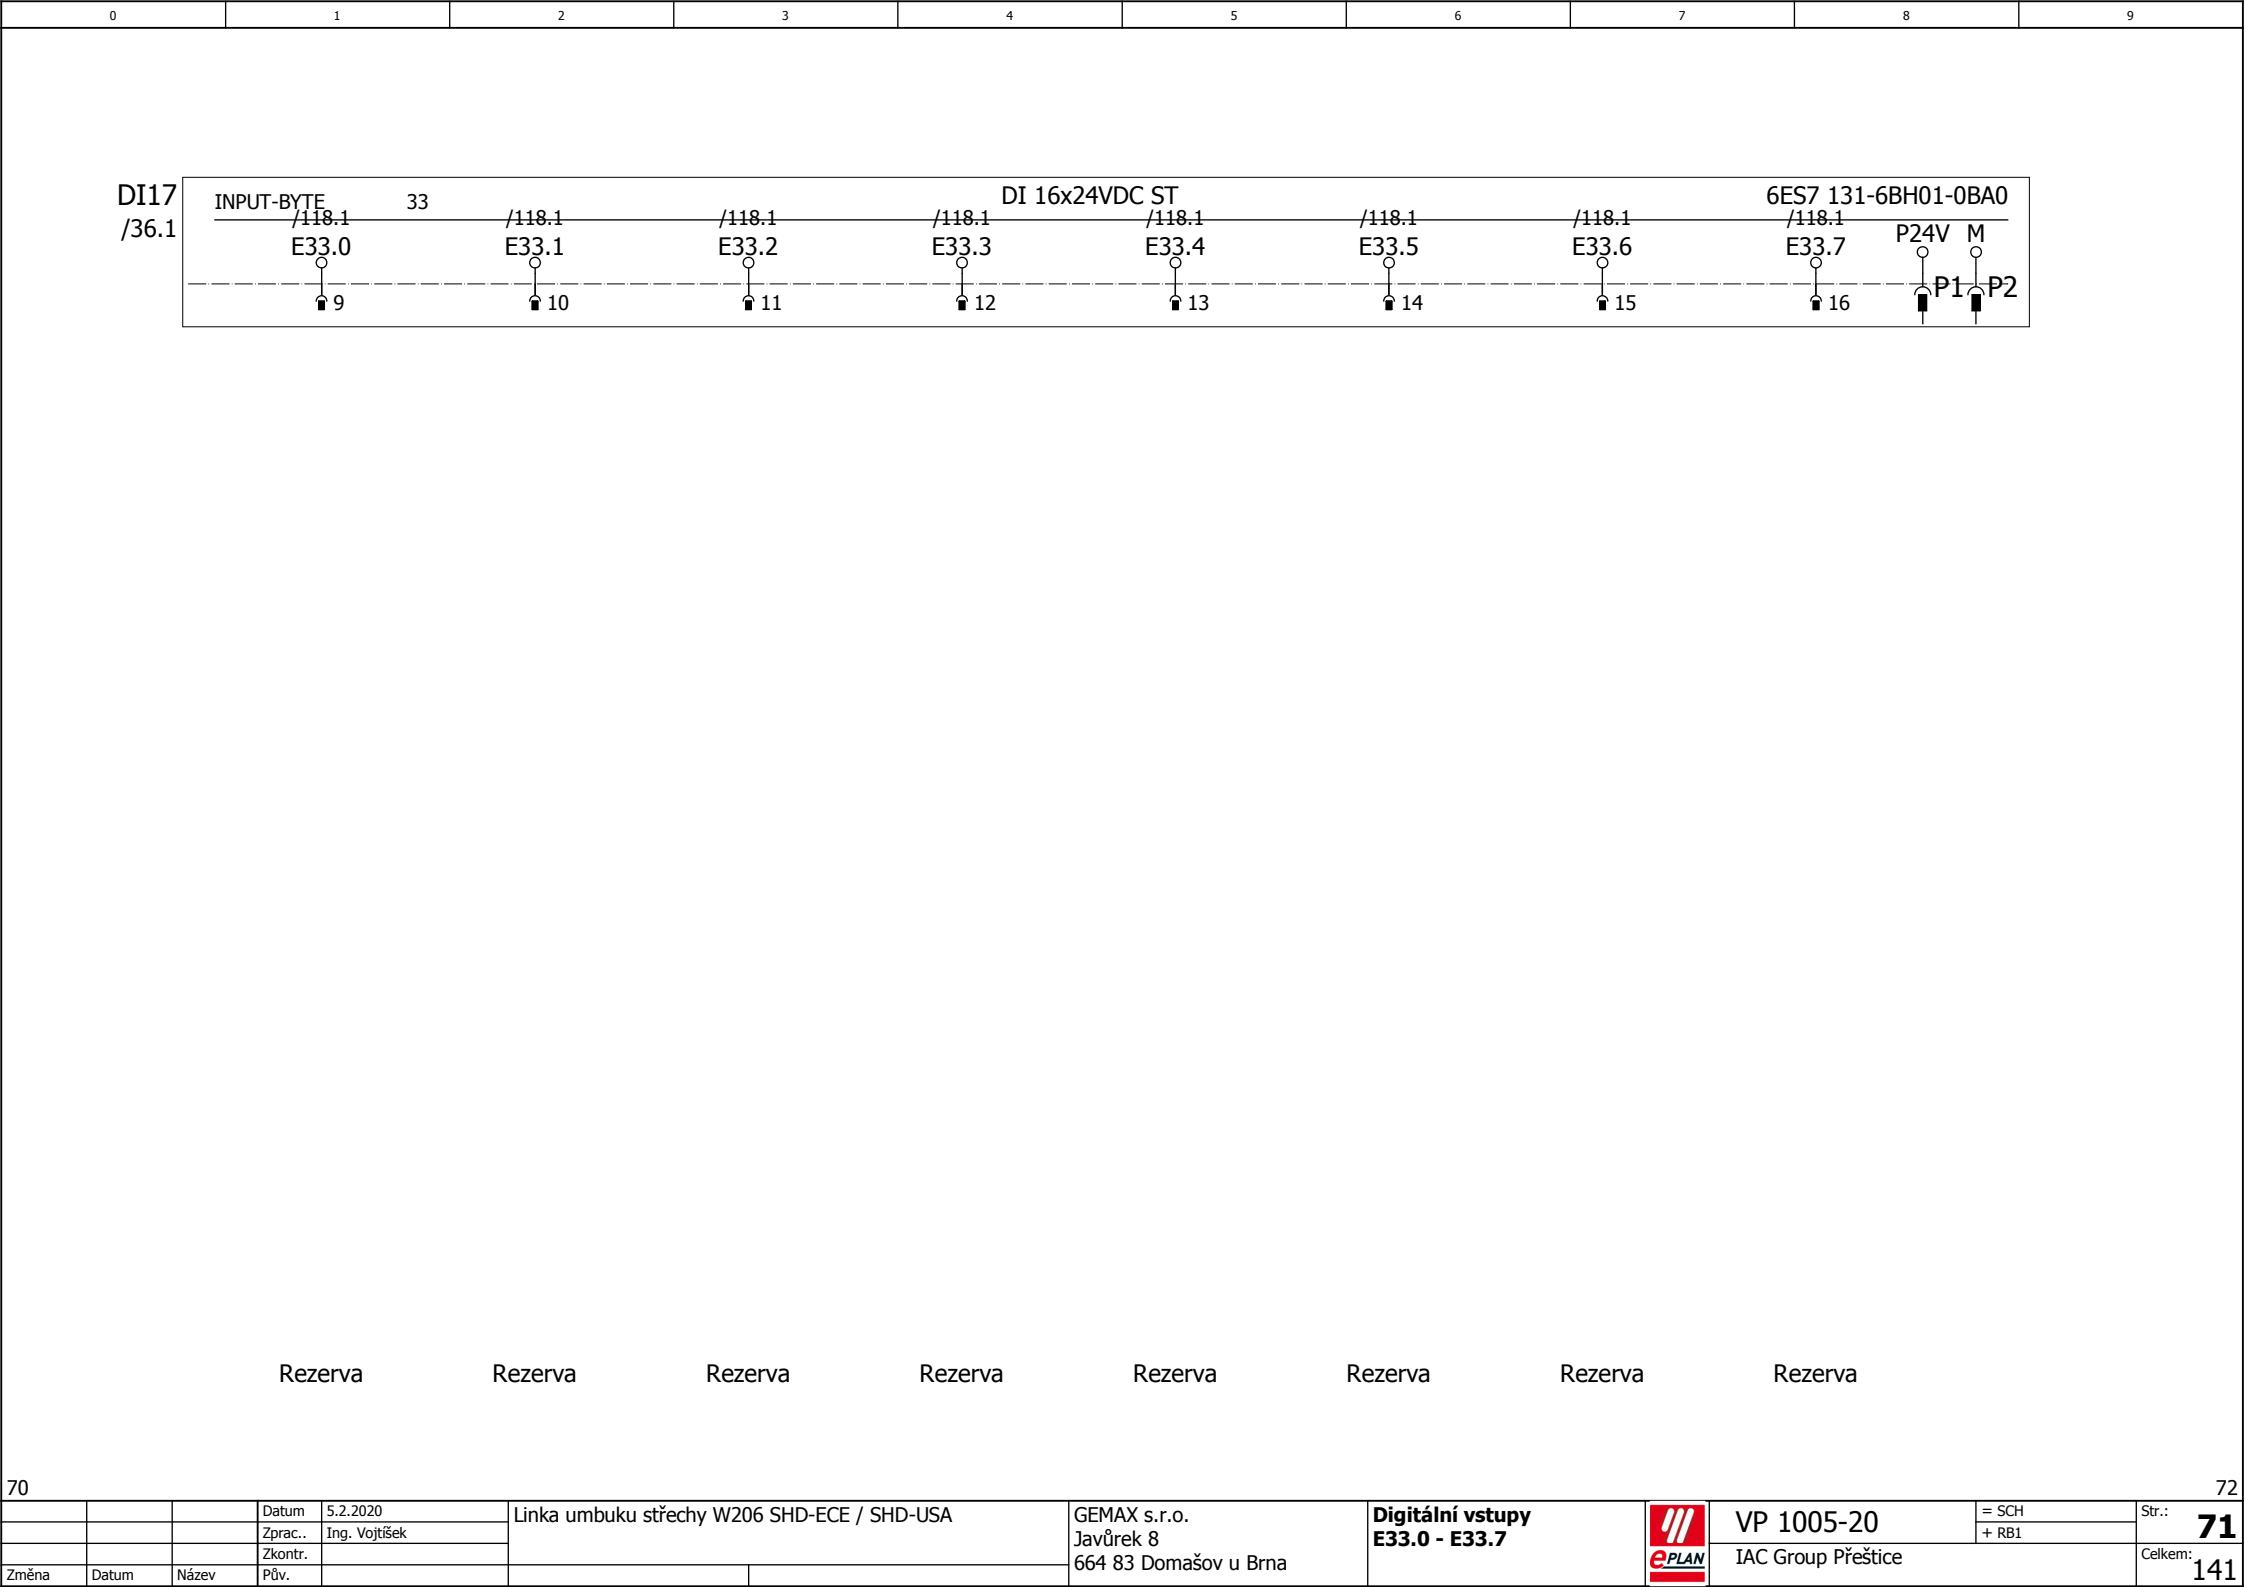 0 1 2 3 4 5 6 7 8 9
DI17 INPUT-BYTE 33 DI 16x24VDC ST 6ES7 131-6BH01-0BA0
/36.1 /118.1 /118.1 /118.1 /118.1 /118.1 /118.1 /118.1 /118.1
E33.0 E33.1 E33.2 E33.3 E33.4 E33.5 E33.6 E33.7 P24V M
9 10 11 12 13 14 15 16 P1 P2
Rezerva Rezerva Rezerva Rezerva Rezerva Rezerva Rezerva Rezerva
70 72
Datum 5.2.2020
Zprac.. Ing. Vojtíšek
Zkontr.
Změna Datum Název Pův.
Linka umbuku střechy W206 SHD-ECE / SHD-USA
GEMAX s.r.o.
Javůrek 8
664 83 Domašov u Brna
Digitální vstupy
E33.0 - E33.7
ePLAN
VP 1005-20
IAC Group Přeštice
= SCH
+ RB1
Str.: 71
Celkem: 141